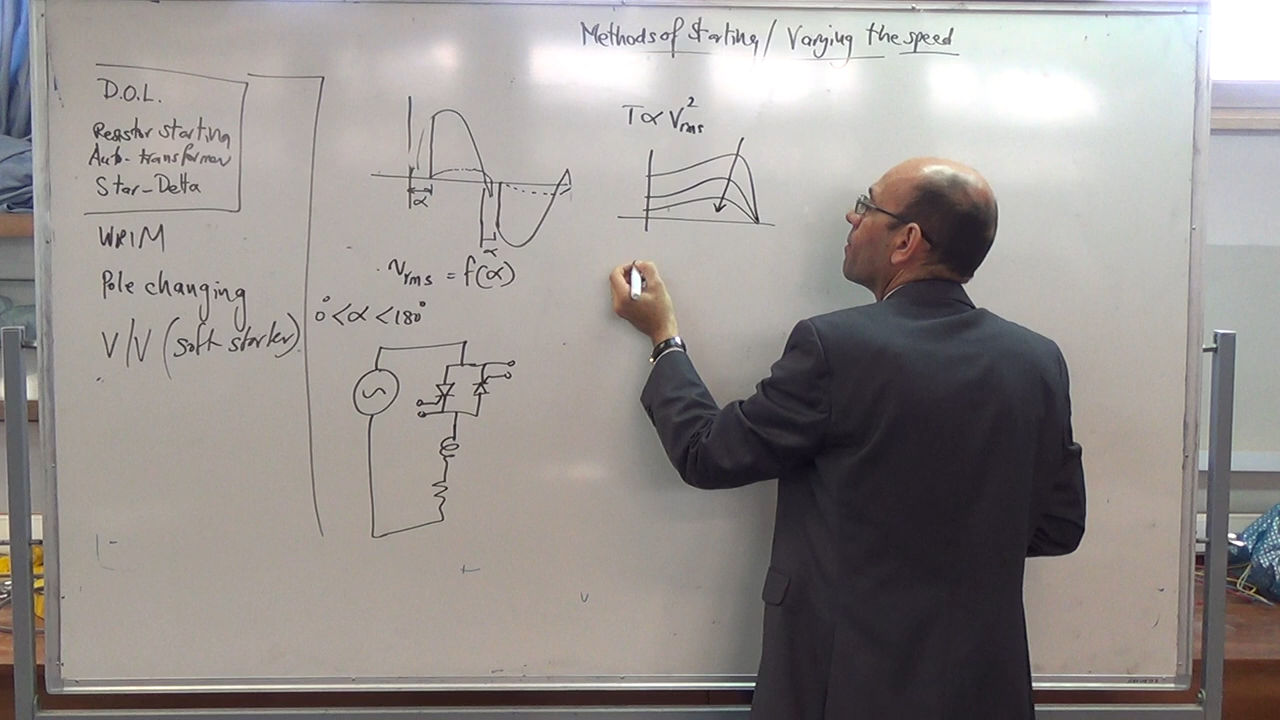 Methods of Starting / Varying the speed
D.O.L.
Resistor starting
Auto-transformer
Star-Delta
WRIM
Pole changing
V/V (soft starter)
α
α
Vrms = f(α)
0° < α < 180°
T ∝ V²rms